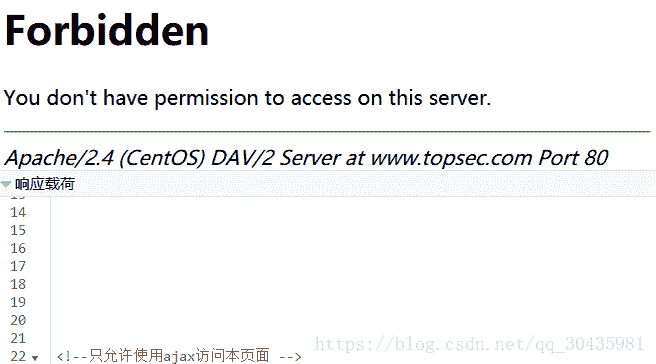 Forbidden
You don't have permission to access on this server.
Apache/2.4 (CentOS) DAV/2 Server at www.topsec.com Port 80
响应载荷
13
14
15
16
17
18
19
20
21
22 <!--只允许使用ajax访问本页面 -->
https://blog.csdn.net/qq_30435981